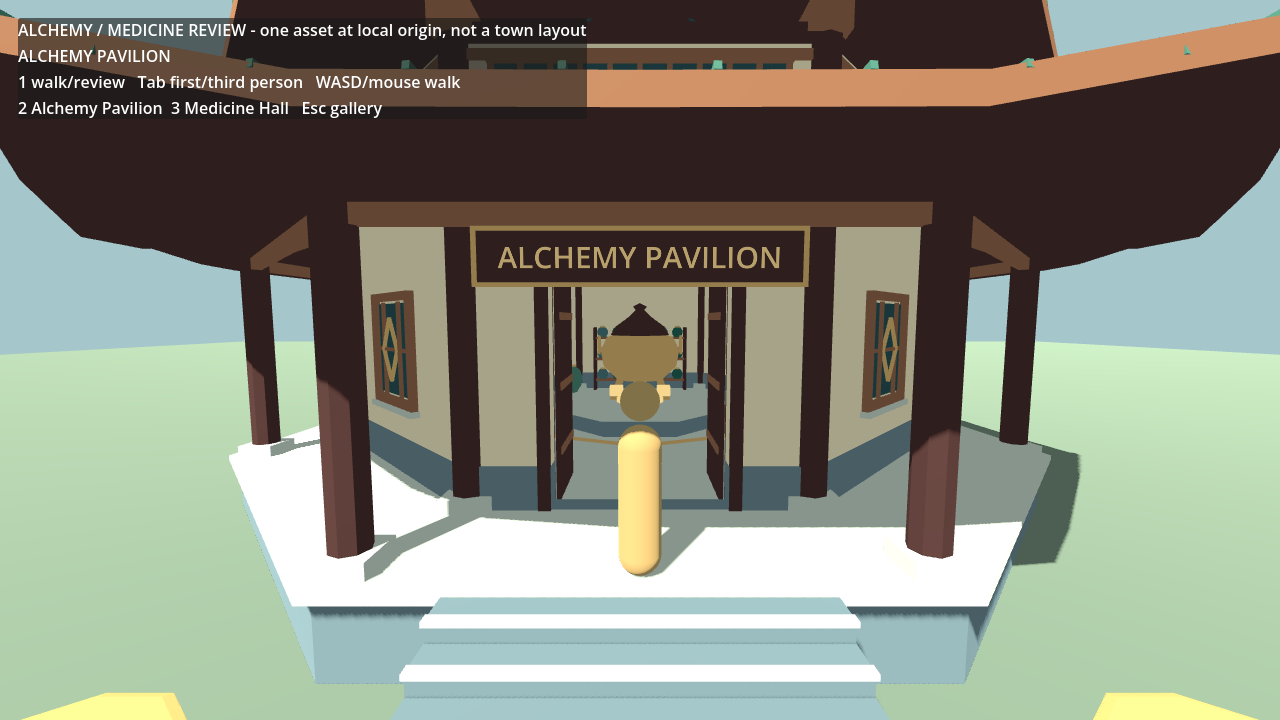 ALCHEMY / MEDICINE REVIEW - one asset at local origin, not a town layout
ALCHEMY PAVILION
1 walk/review   Tab first/third person   WASD/mouse walk
2 Alchemy Pavilion  3 Medicine Hall   Esc gallery
ALCHEMY PAVILION